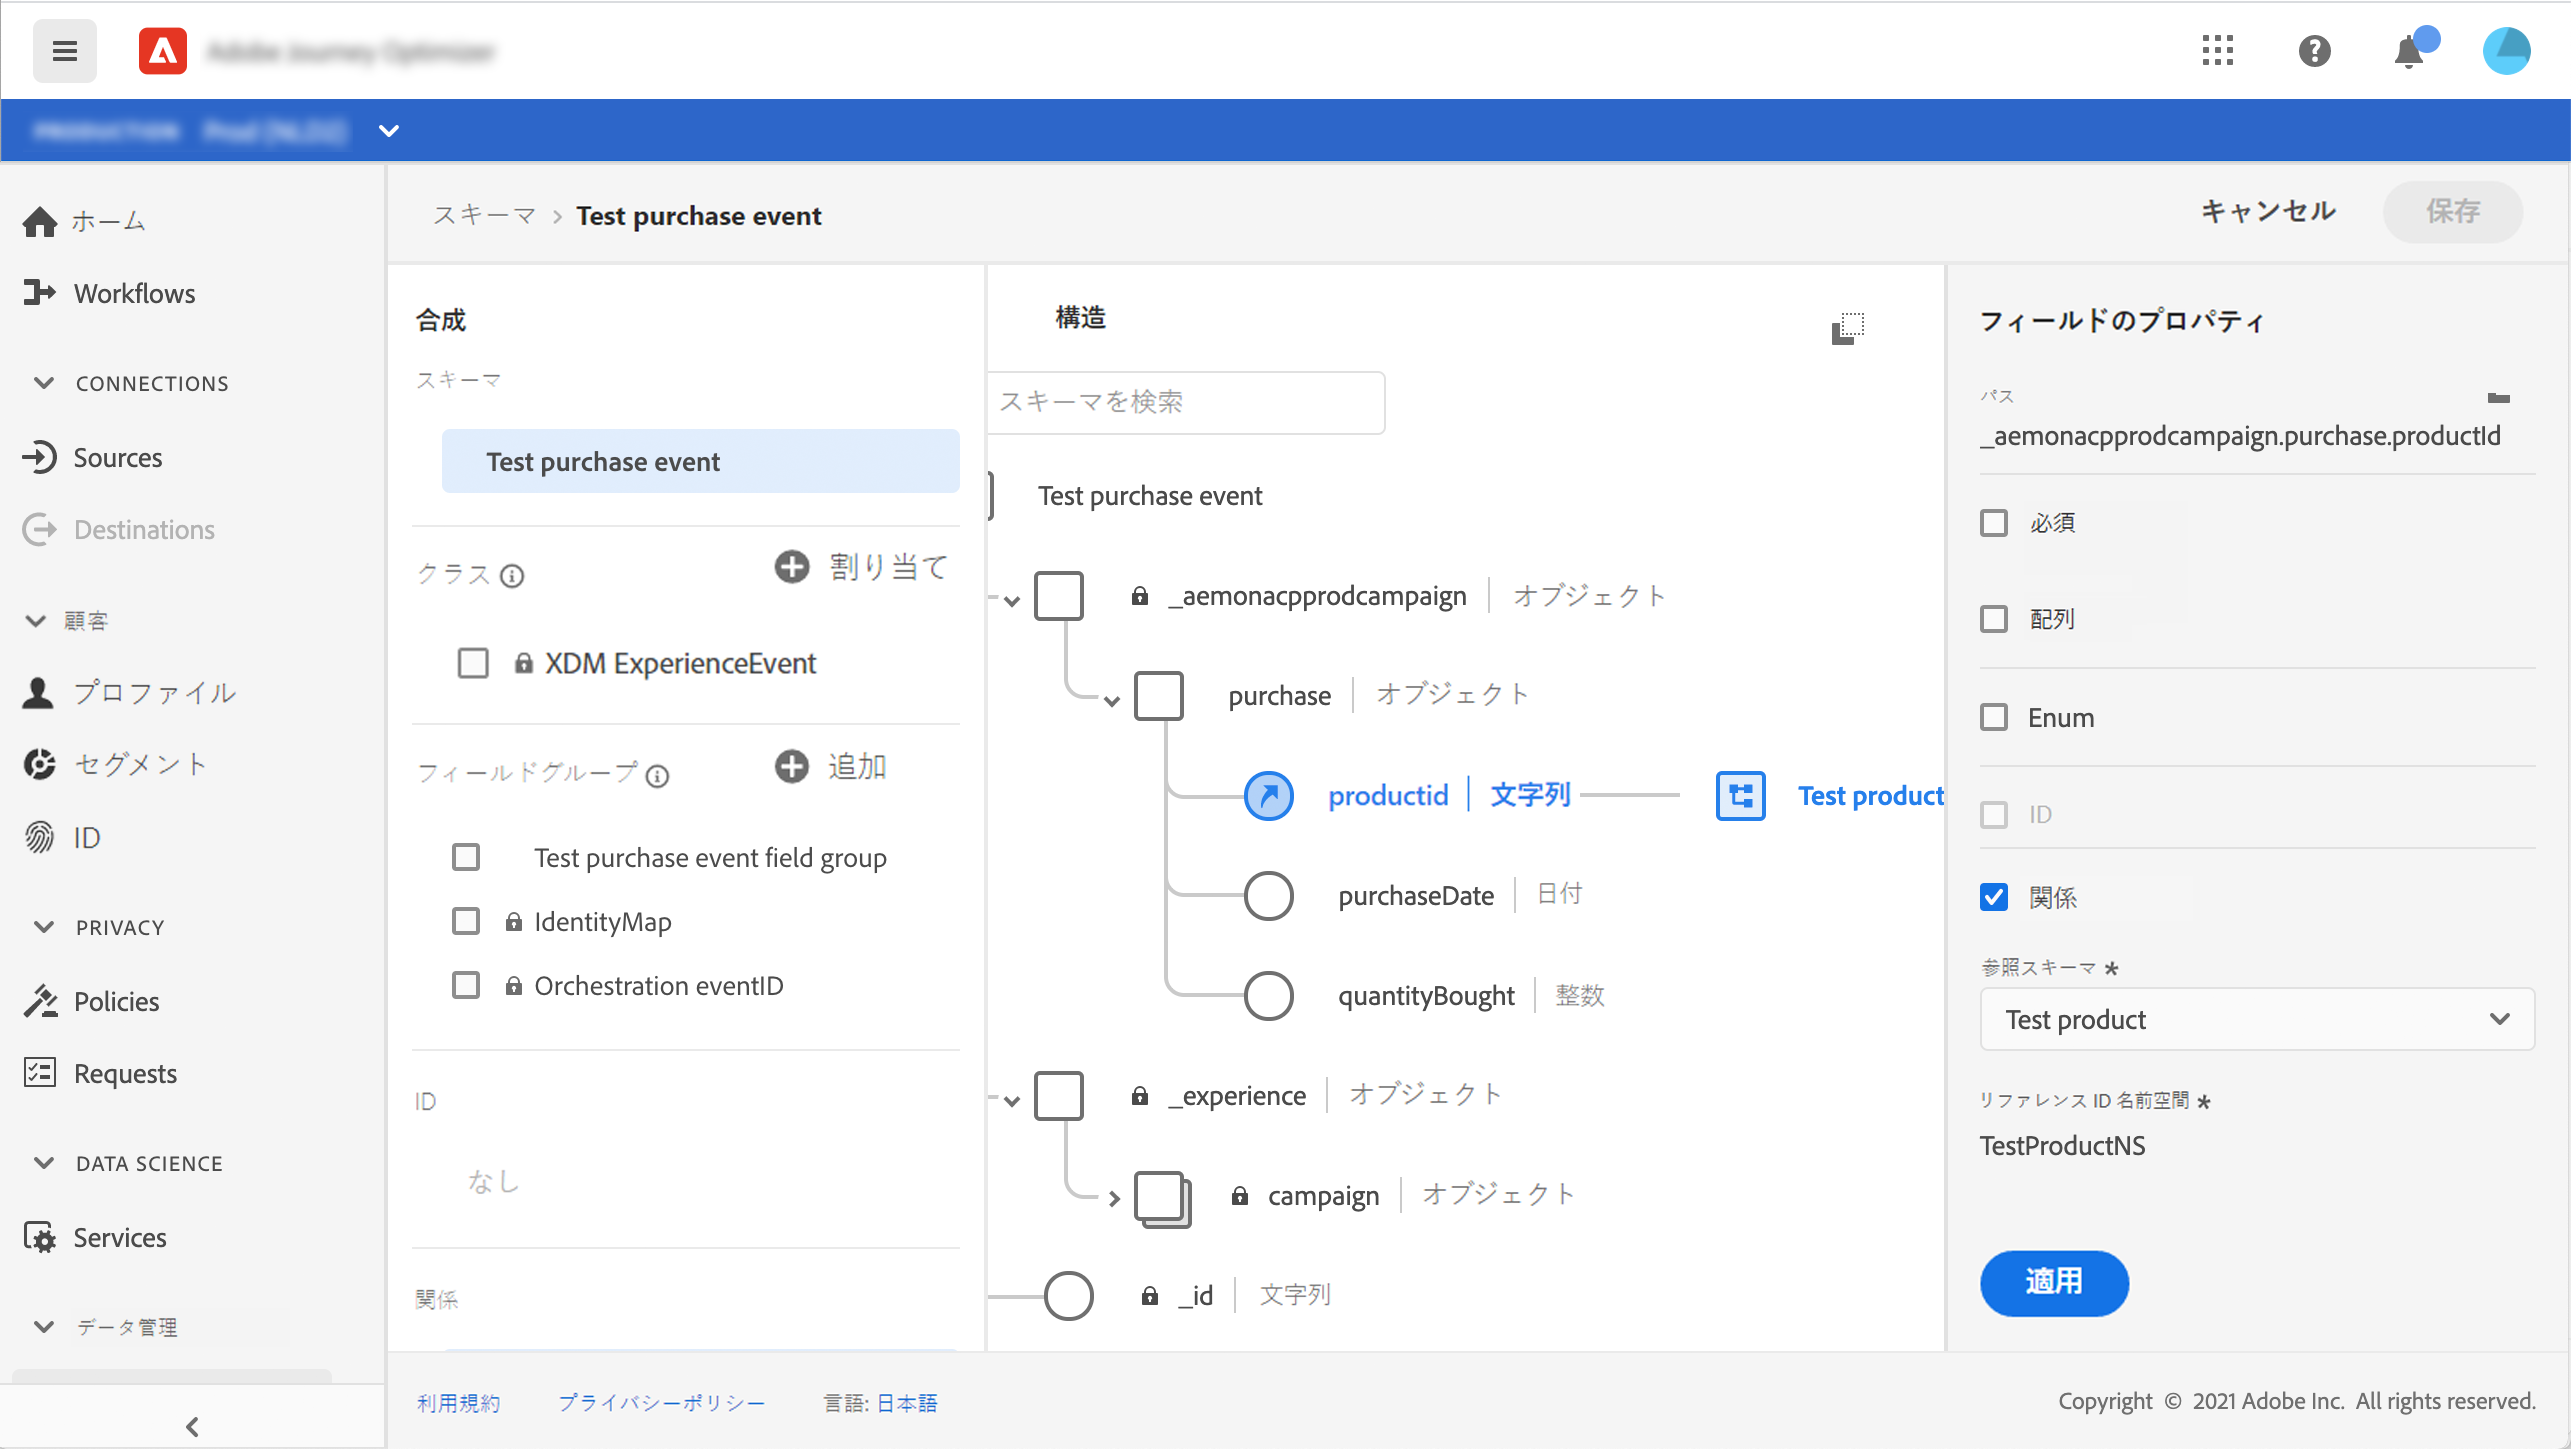 スキーマ > Test purchase event
キャンセル
保存
ホーム
Workflows
CONNECTIONS
Sources
Destinations
顧客
プロファイル
セグメント
ID
PRIVACY
Policies
Requests
DATA SCIENCE
Services
データ管理
合成
スキーマ
Test purchase event
クラス
割り当て
XDM ExperienceEvent
フィールドグループ
追加
Test purchase event field group
IdentityMap
Orchestration eventID
ID
なし
関係
構造
スキーマを検索
Test purchase event
_aemonacpprodcampaign | オブジェクト
purchase | オブジェクト
productid | 文字列
Test product
purchaseDate | 日付
quantityBought | 整数
_experience | オブジェクト
campaign | オブジェクト
_id | 文字列
フィールドのプロパティ
パス
_aemonacpprodcampaign.purchase.productId
必須
配列
Enum
ID
関係
参照スキーマ *
Test product
リファレンス ID 名前空間 *
TestProductNS
適用
利用規約 プライバシーポリシー 言語: 日本語
Copyright © 2021 Adobe Inc. All rights reserved.